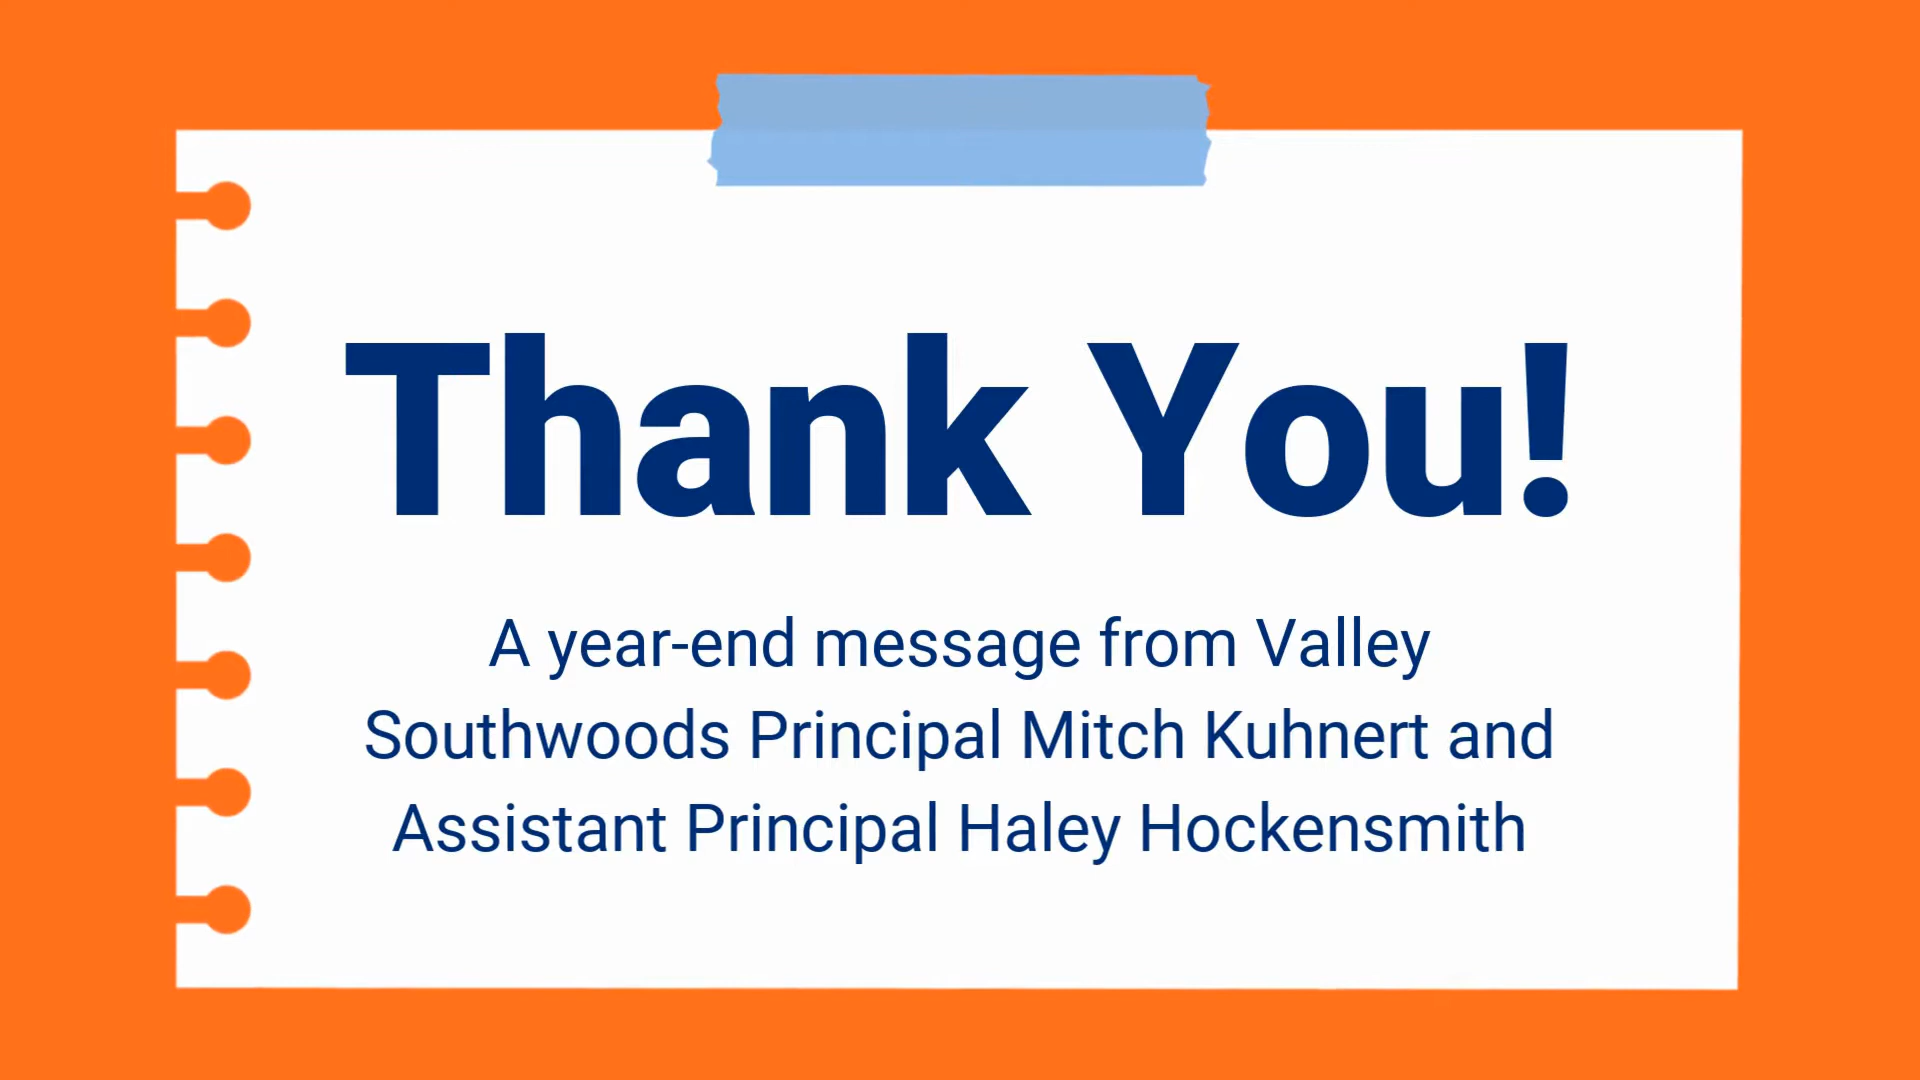 Thank You!
A year-end message from Valley
Southwoods Principal Mitch Kuhnert and
Assistant Principal Haley Hockensmith